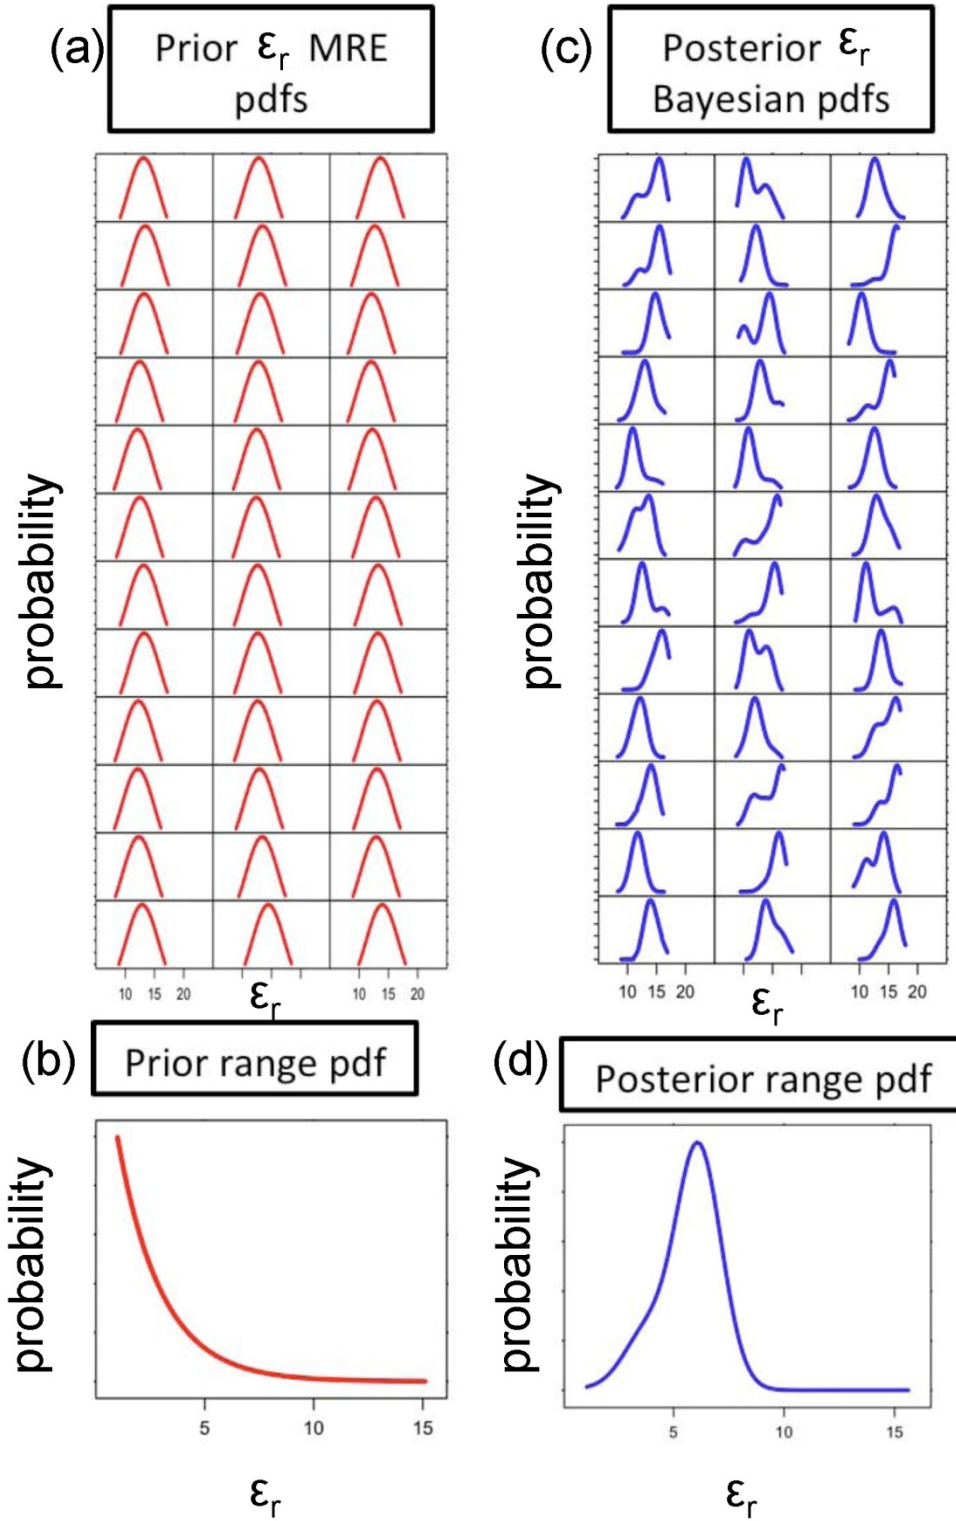 (a)
Prior εr MRE
pdfs
(c)
Posterior εr
Bayesian pdfs
probability
probability
10 15 20
10 15 20
εr
10 15 20
10 15 20
εr
(b)
Prior range pdf
(d)
Posterior range pdf
probability
probability
5 10 15
5 10 15
εr
εr